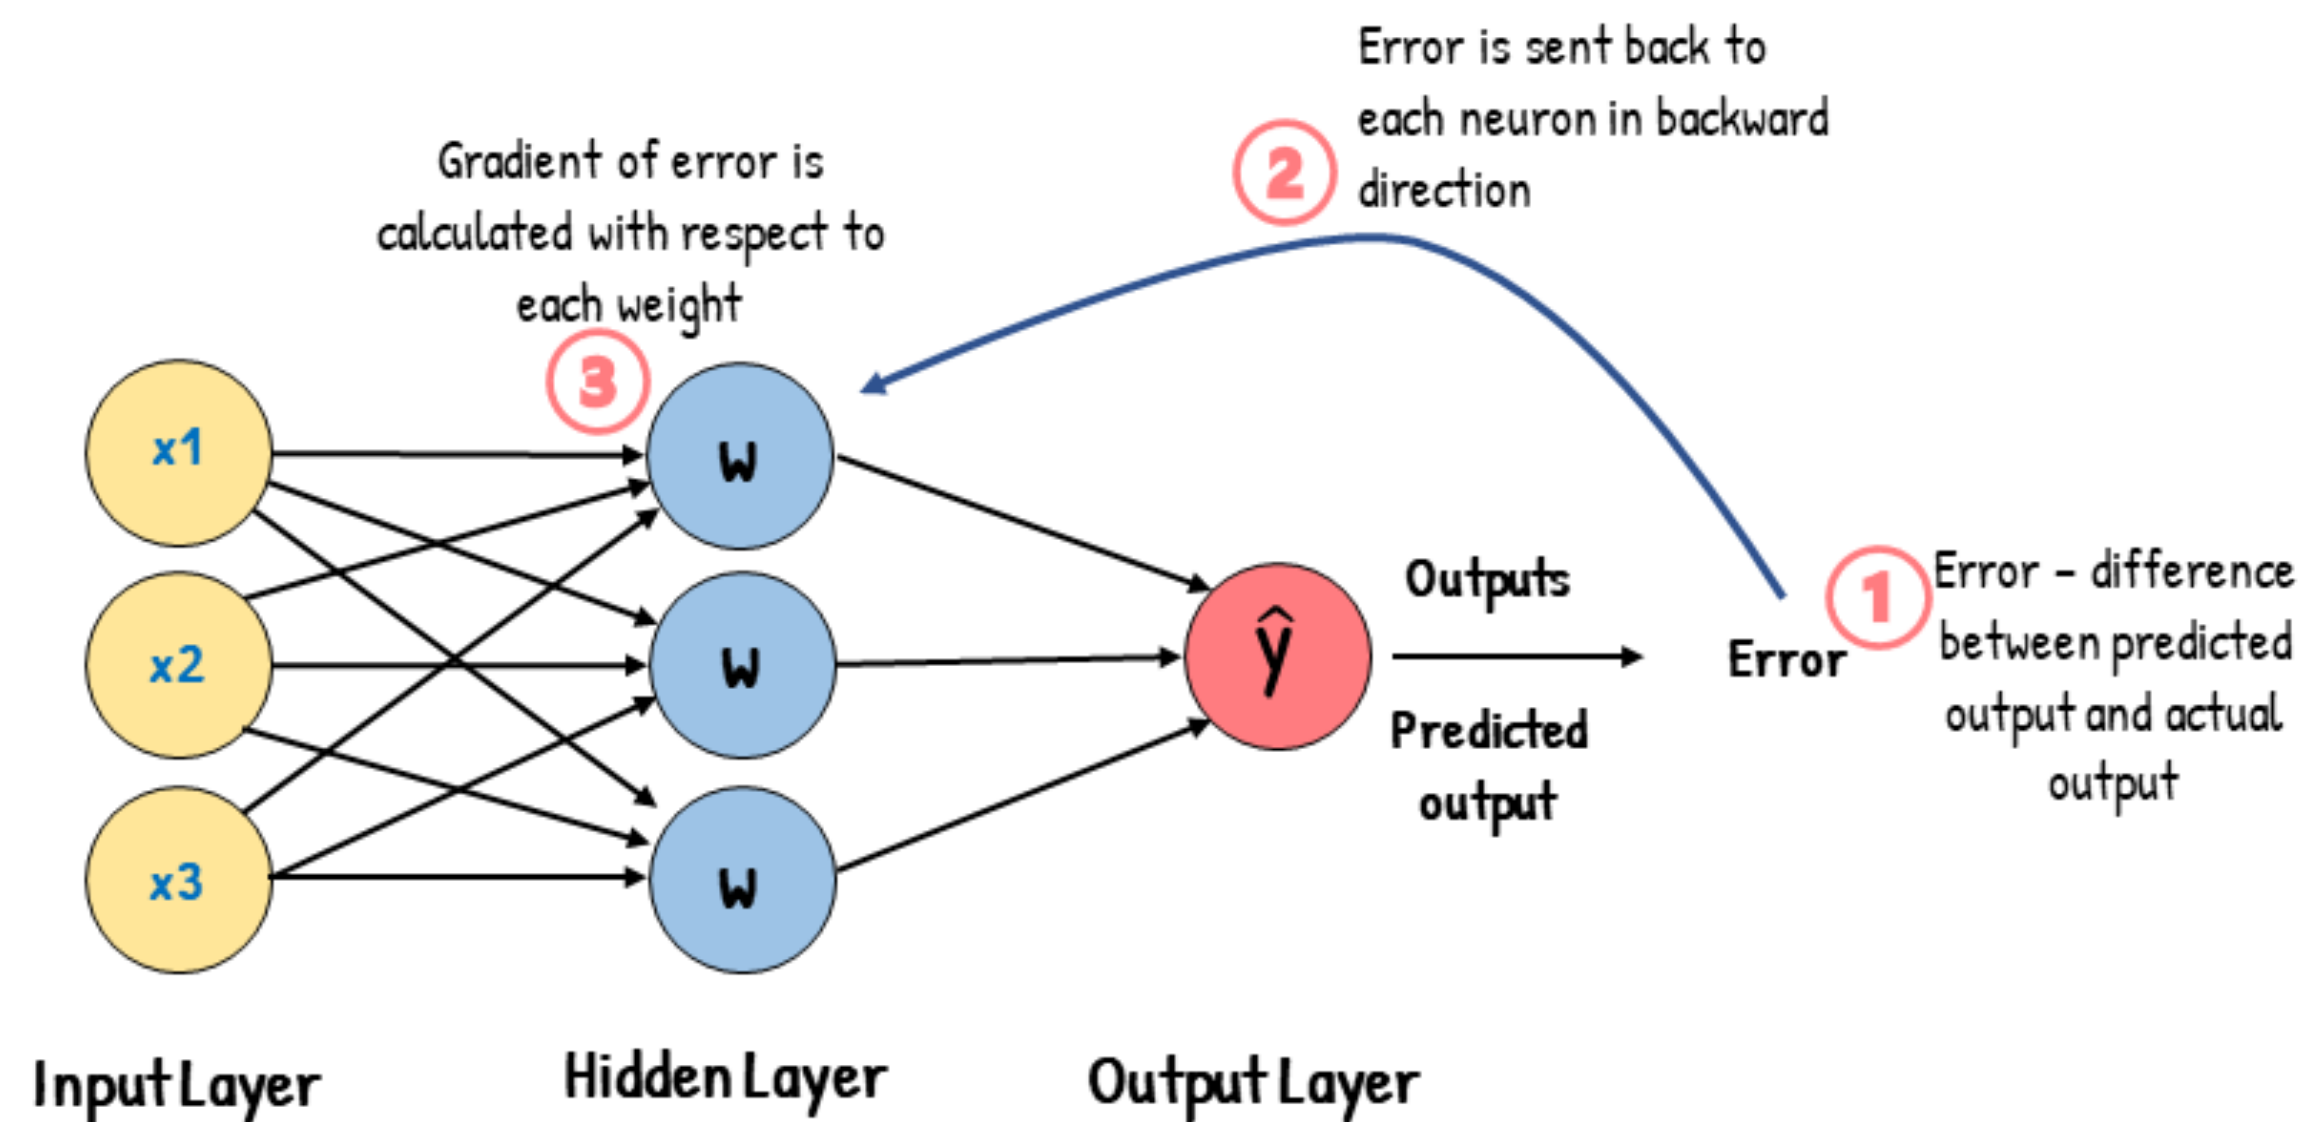 Error is sent back to
each neuron in backward
direction
2
Gradient of error is
calculated with respect to
each weight
3
x1
w
x2
w
x3
w
ŷ
Outputs
Predicted
output
Error
1
Error - difference
between predicted
output and actual
output
Input Layer
Hidden Layer
Output Layer